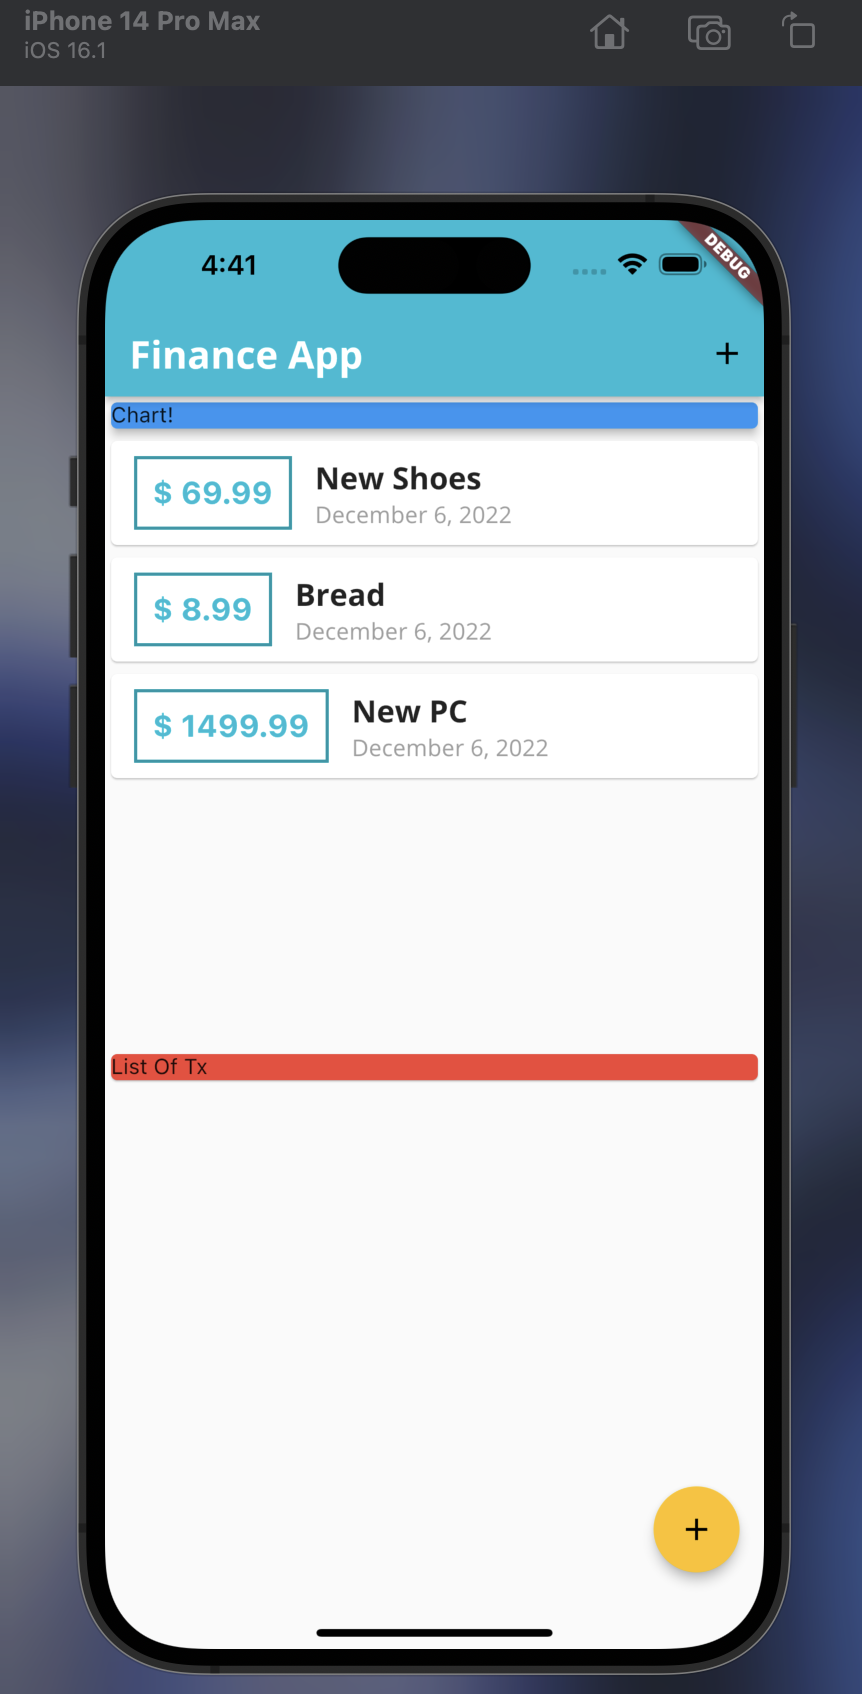 iPhone 14 Pro Max
iOS 16.1
4:41
DEBUG
Finance App
+
Chart!
$ 69.99
New Shoes
December 6, 2022
$ 8.99
Bread
December 6, 2022
$ 1499.99
New PC
December 6, 2022
List Of Tx
+